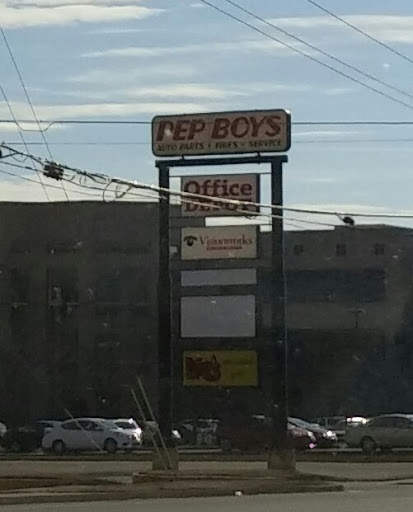 PEP BOYS
AUTO PARTS • TIRES • SERVICE
Office
DEPOT
Visionworks